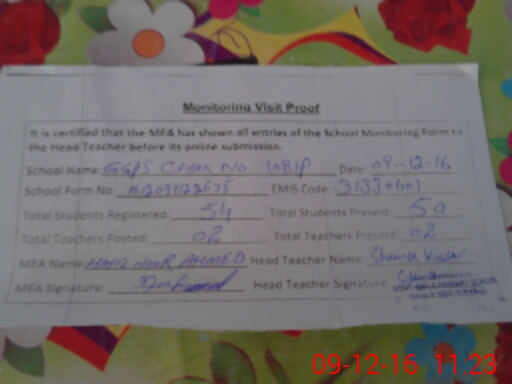 Monitoring Visit Proof
It is certified that the MEA has shown all entries of the School Monitoring Form to
the Head Teacher before its online submission.
School Name: GGPS CHAK NO 108/P Date: 09-12-16
School Form No: EMIS Code: 31330601
Total Students Registered: 54 Total Students Present: 50
Total Teachers Posted: 02 Total Teachers Present: 02
MEA Name: HAFIZ NOOR AHMED Head Teacher Name:
MEA Signature: Head Teacher Signature:
09-12-16 11:23